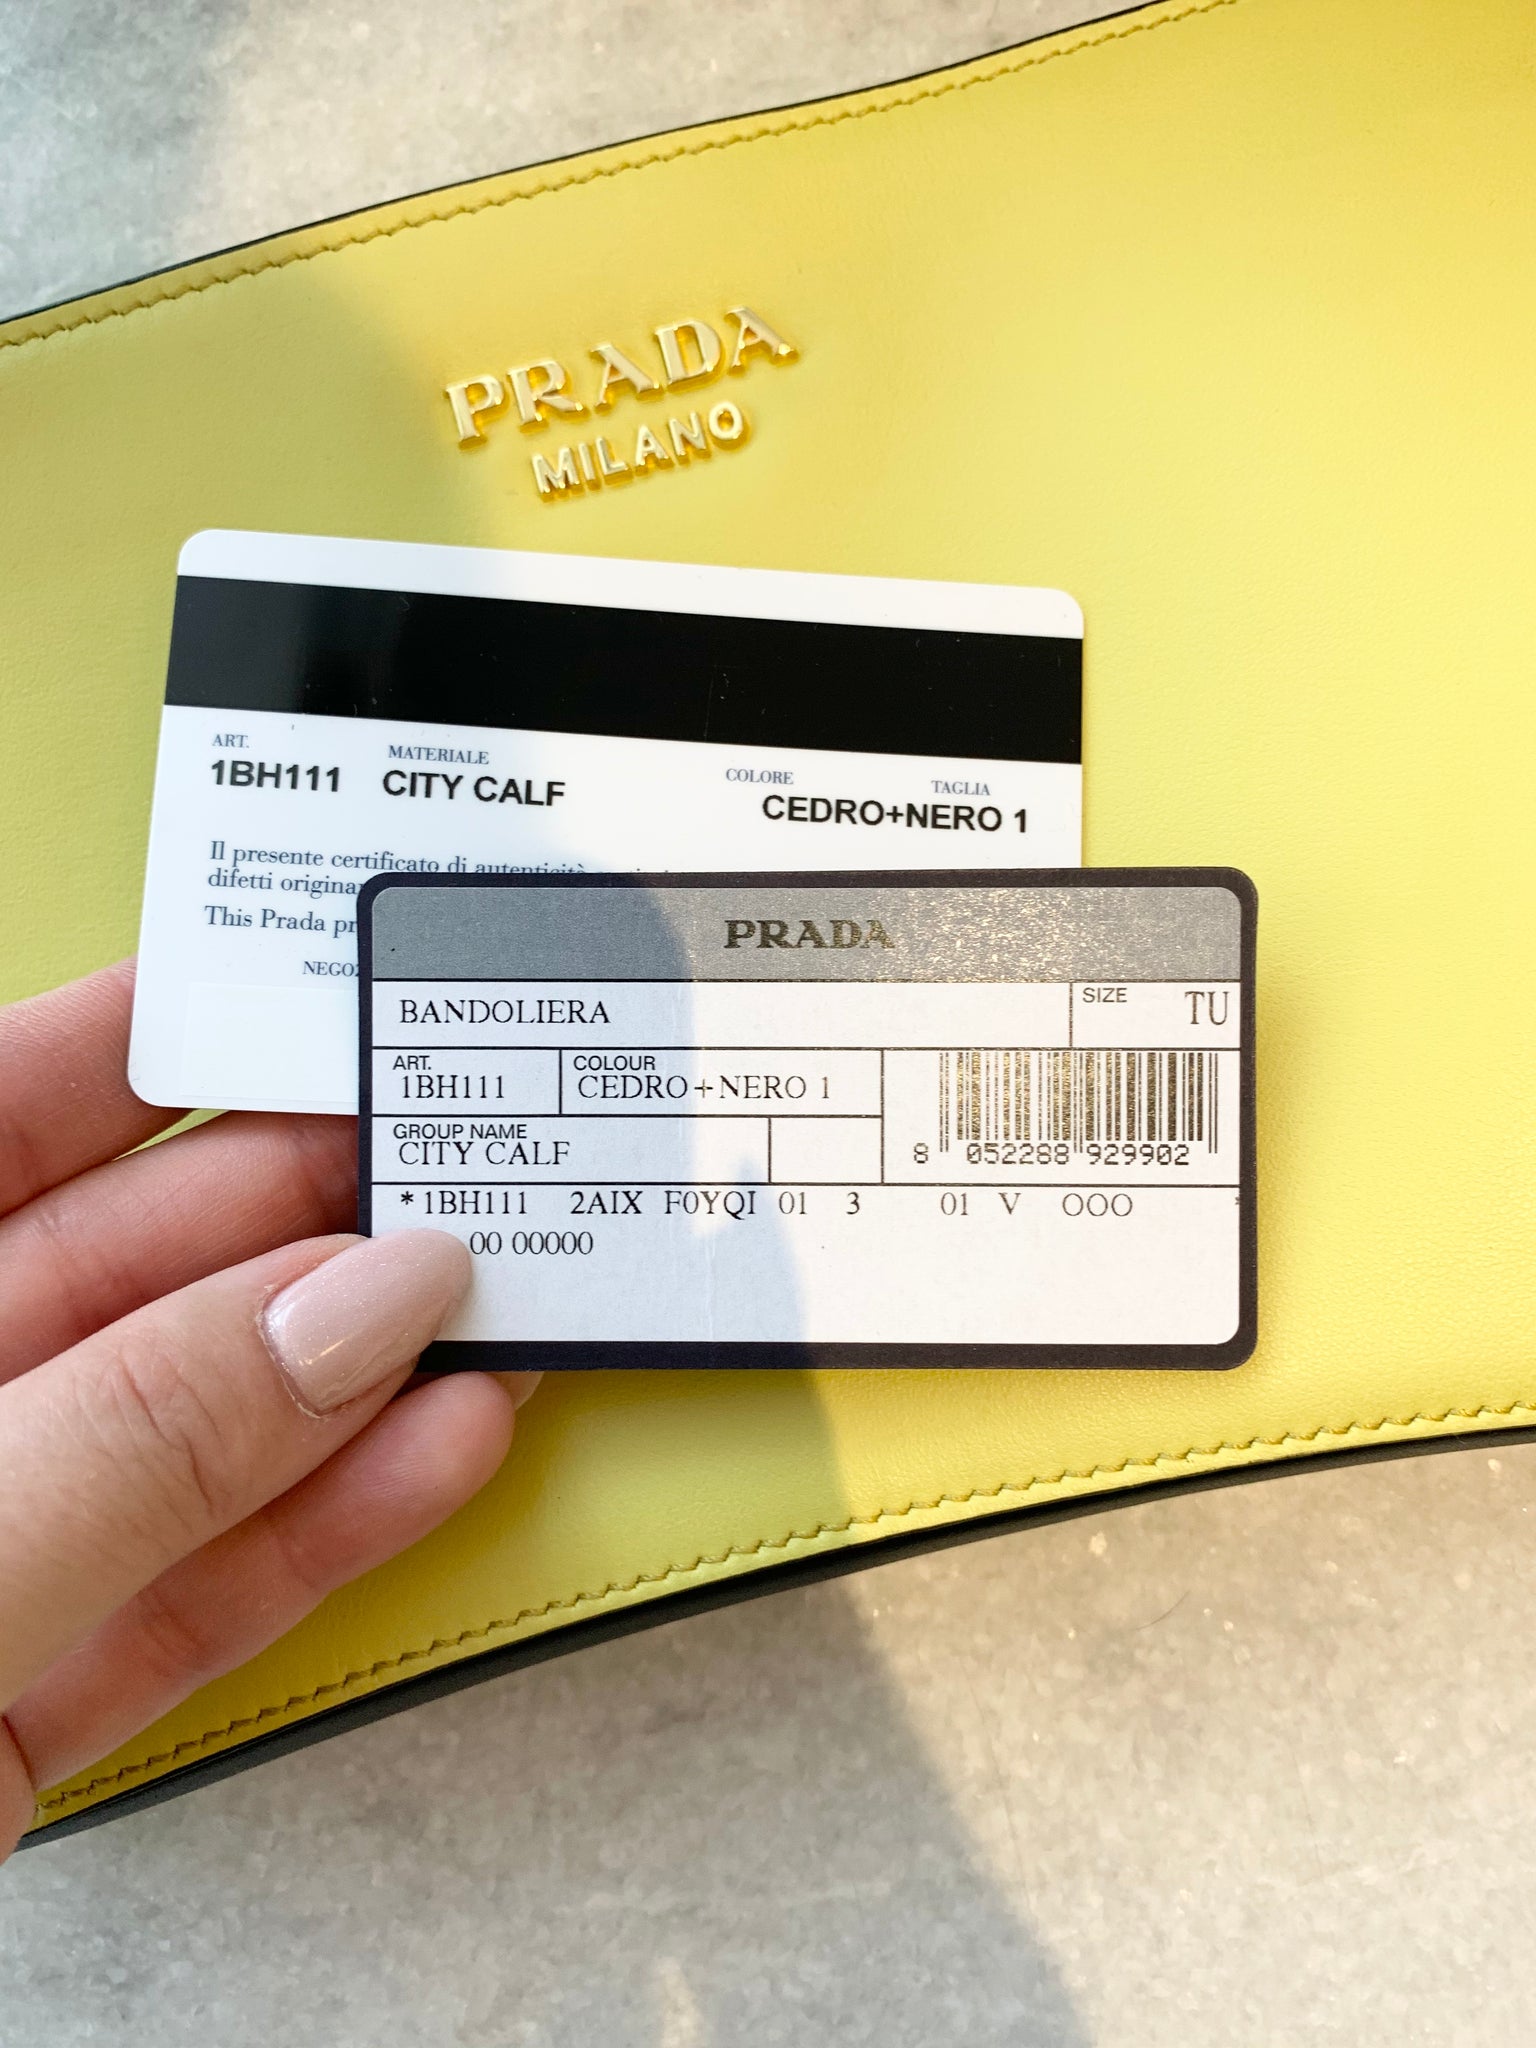 PRADA
MILANO
ART.
1BH111
MATERIALE
CITY CALF
COLORE
TAGLIA
CEDRO+NERO 1
Il presente certificato di autenticità
difetti
This Prada
PRADA
BANDOLIERA
SIZE TU
ART.
1BH111
COLOUR
CEDRO+NERO 1
GROUP NAME
CITY CALF
8 052288 929902
*1BH111 2AIX F0YQI 01 3 01 V OOO *
00 00000